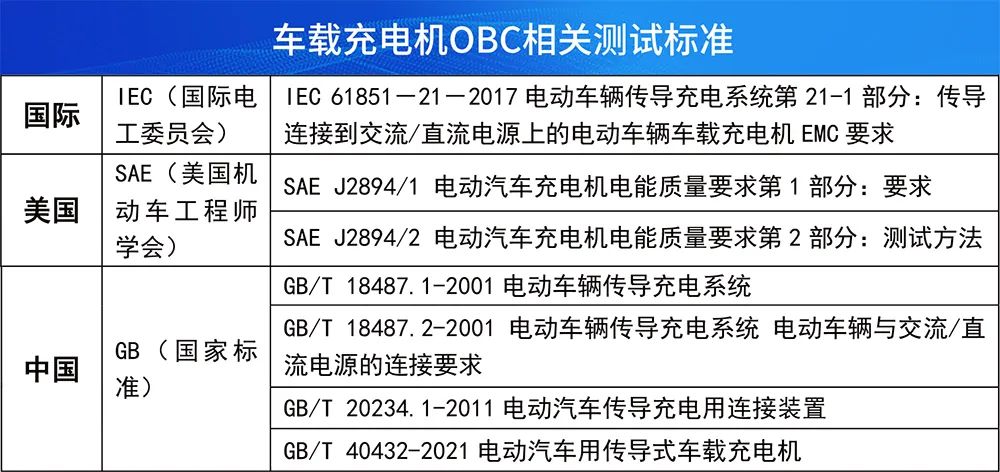 车载充电机OBC相关测试标准
国际
IEC（国际电
工委员会）
IEC 61851－21－2017 电动车辆传导充电系统第 21-1 部分：传导
连接到交流/直流电源上的电动车辆车载充电机 EMC 要求
美国
SAE（美国机
动车工程师
学会）
SAE J2894/1 电动汽车充电机电能质量要求第 1 部分：要求
SAE J2894/2 电动汽车充电机电能质量要求第 2 部分：测试方法
中国
GB（国家标
准）
GB/T 18487.1-2001 电动车辆传导充电系统
GB/T 18487.2-2001 电动车辆传导充电系统 电动车辆与交流/直
流电源的连接要求
GB/T 20234.1-2011 电动汽车传导充电用连接装置
GB/T 40432-2021 电动汽车用传导式车载充电机